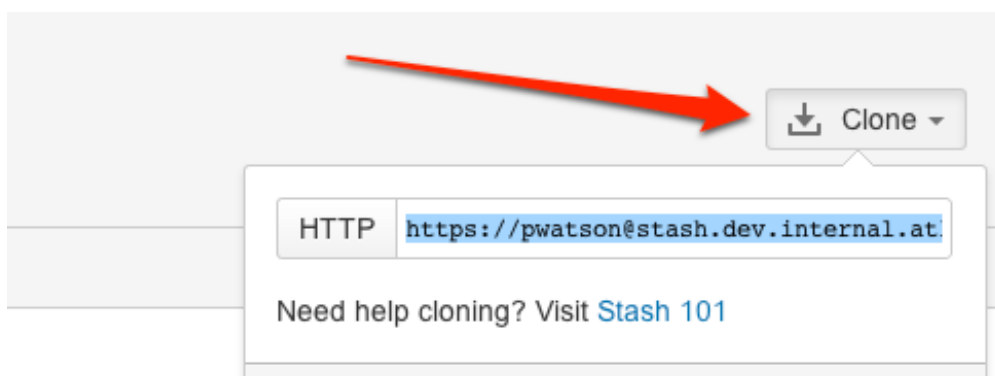 Clone
HTTP https://pwatson@stash.dev.internal.at
Need help cloning? Visit Stash 101